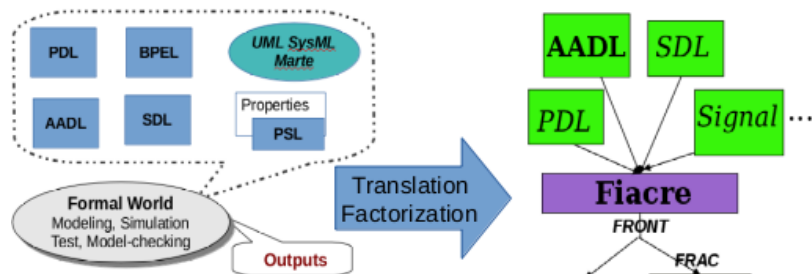 PDL
BPEL
UML SysML
Marte
AADL
SDL
Properties
PSL
Formal World
Modeling, Simulation
Test, Model-checking
Outputs
Translation
Factorization
AADL
SDL
PDL
Signal
...
Fiacre
FRONT
FRAC